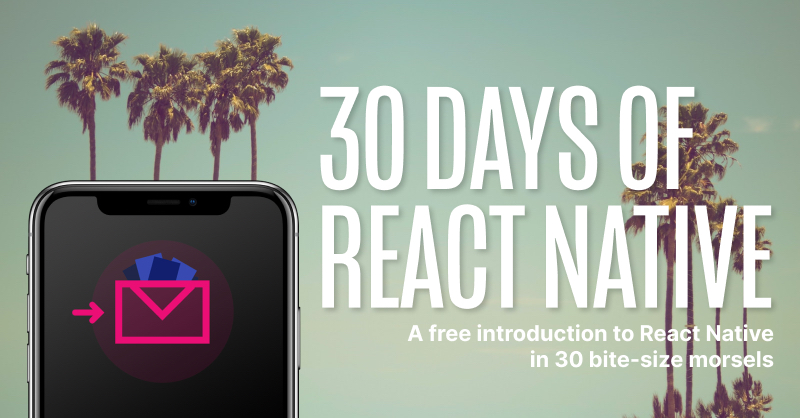 30 DAYS OF
REACT NATIVE
A free introduction to React Native
in 30 bite-size morsels